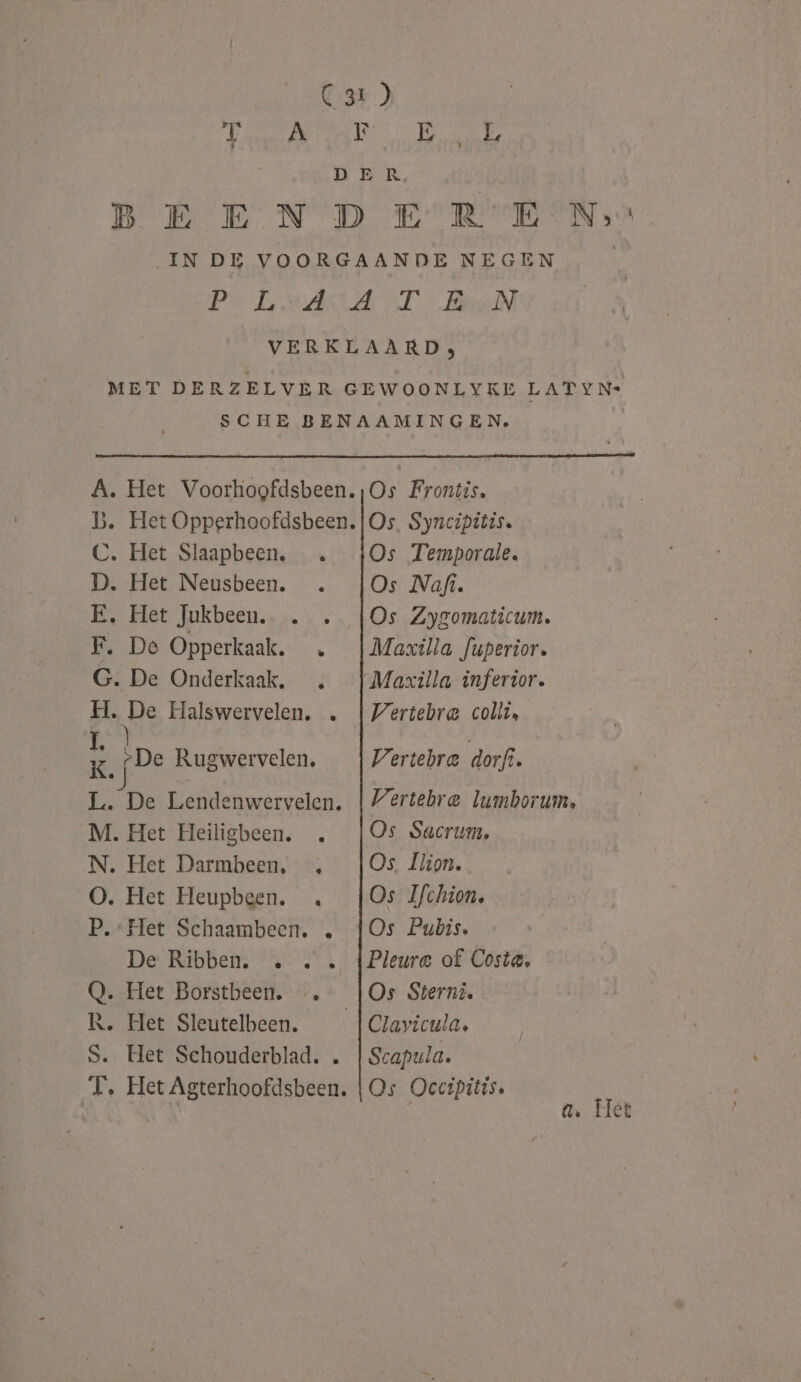 ( 31 )
T A F E L
DER
B E E N D E R E N,
IN DE VOORGAANDE NEGEN
P L A A T E N
VERKLAARD,
MET DERZELVER GEWOONLYKE LATYN-
SCHE BENAAMINGEN.
A. Het Voorhoofdsbeen. Os Frontis.
B. Het Opperhoofdsbeen. Os Syncipitis.
C. Het Slaapbeen. . Os Temporale.
D. Het Neusbeen. . Os Naſi.
E. Het Jukbeen. . . Os Zygomaticum.
F. De Opperkaak. . Maxilla ſuperior.
G. De Onderkaak. . Maxilla inferior.
H. De Halswervelen. . Vertebræ colli.
I. K. } De Rugwervelen. Vertebræ dorſi.
L. De Lendenwervelen. Vertebræ lumborum.
M. Het Heiligbeen. . Os Sacrum.
N. Het Darmbeen. . Os Ilion.
O. Het Heupbeen. . Os Iſchion.
P. Het Schaambeen. . Os Pubis.
De Ribben. . . . Pleuræ of Costæ.
Q. Het Borstbeen. . Os Sterni.
R. Het Sleutelbeen. Clavicula.
S. Het Schouderblad. . Scapula.
T. Het Agterhoofdsbeen. Os Occipitis.
a. Het